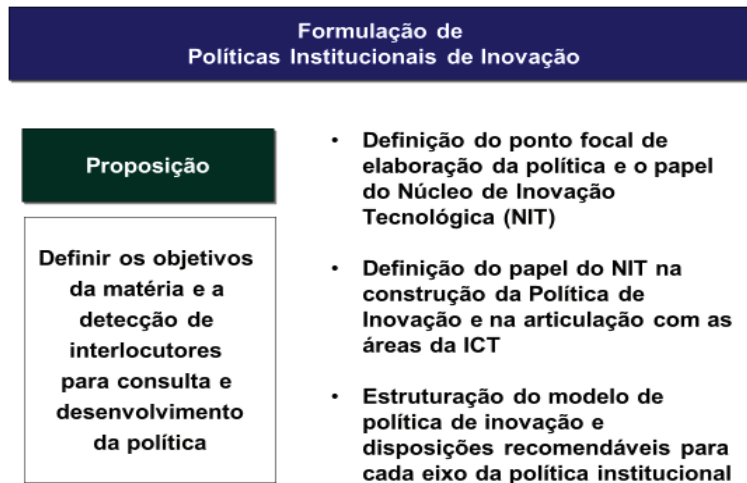 Formulação de
Políticas Institucionais de Inovação
Proposição
Definir os objetivos
da matéria e a
detecção de
interlocutores
para consulta e
desenvolvimento
da política
• Definição do ponto focal de
elaboração da política e o papel
do Núcleo de Inovação
Tecnológica (NIT)
• Definição do papel do NIT na
construção da Política de
Inovação e na articulação com as
áreas da ICT
• Estruturação do modelo de
política de inovação e
disposições recomendáveis para
cada eixo da política institucional